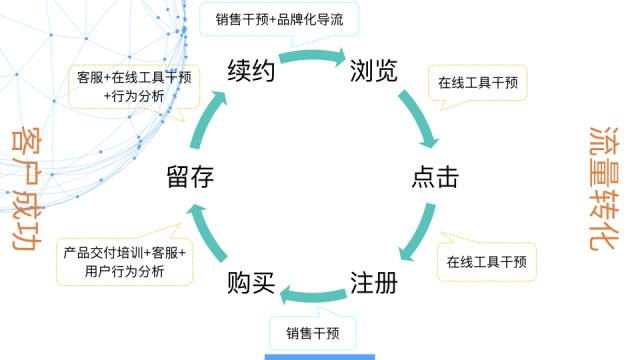 销售干预+品牌化导流
续约
浏览
客服+在线工具干预
+行为分析
在线工具干预
客户成功
留存
点击
流量转化
产品交付培训+客服+
用户行为分析
在线工具干预
购买
注册
销售干预